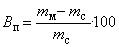 Bп = (mм − mс) / mс · 100